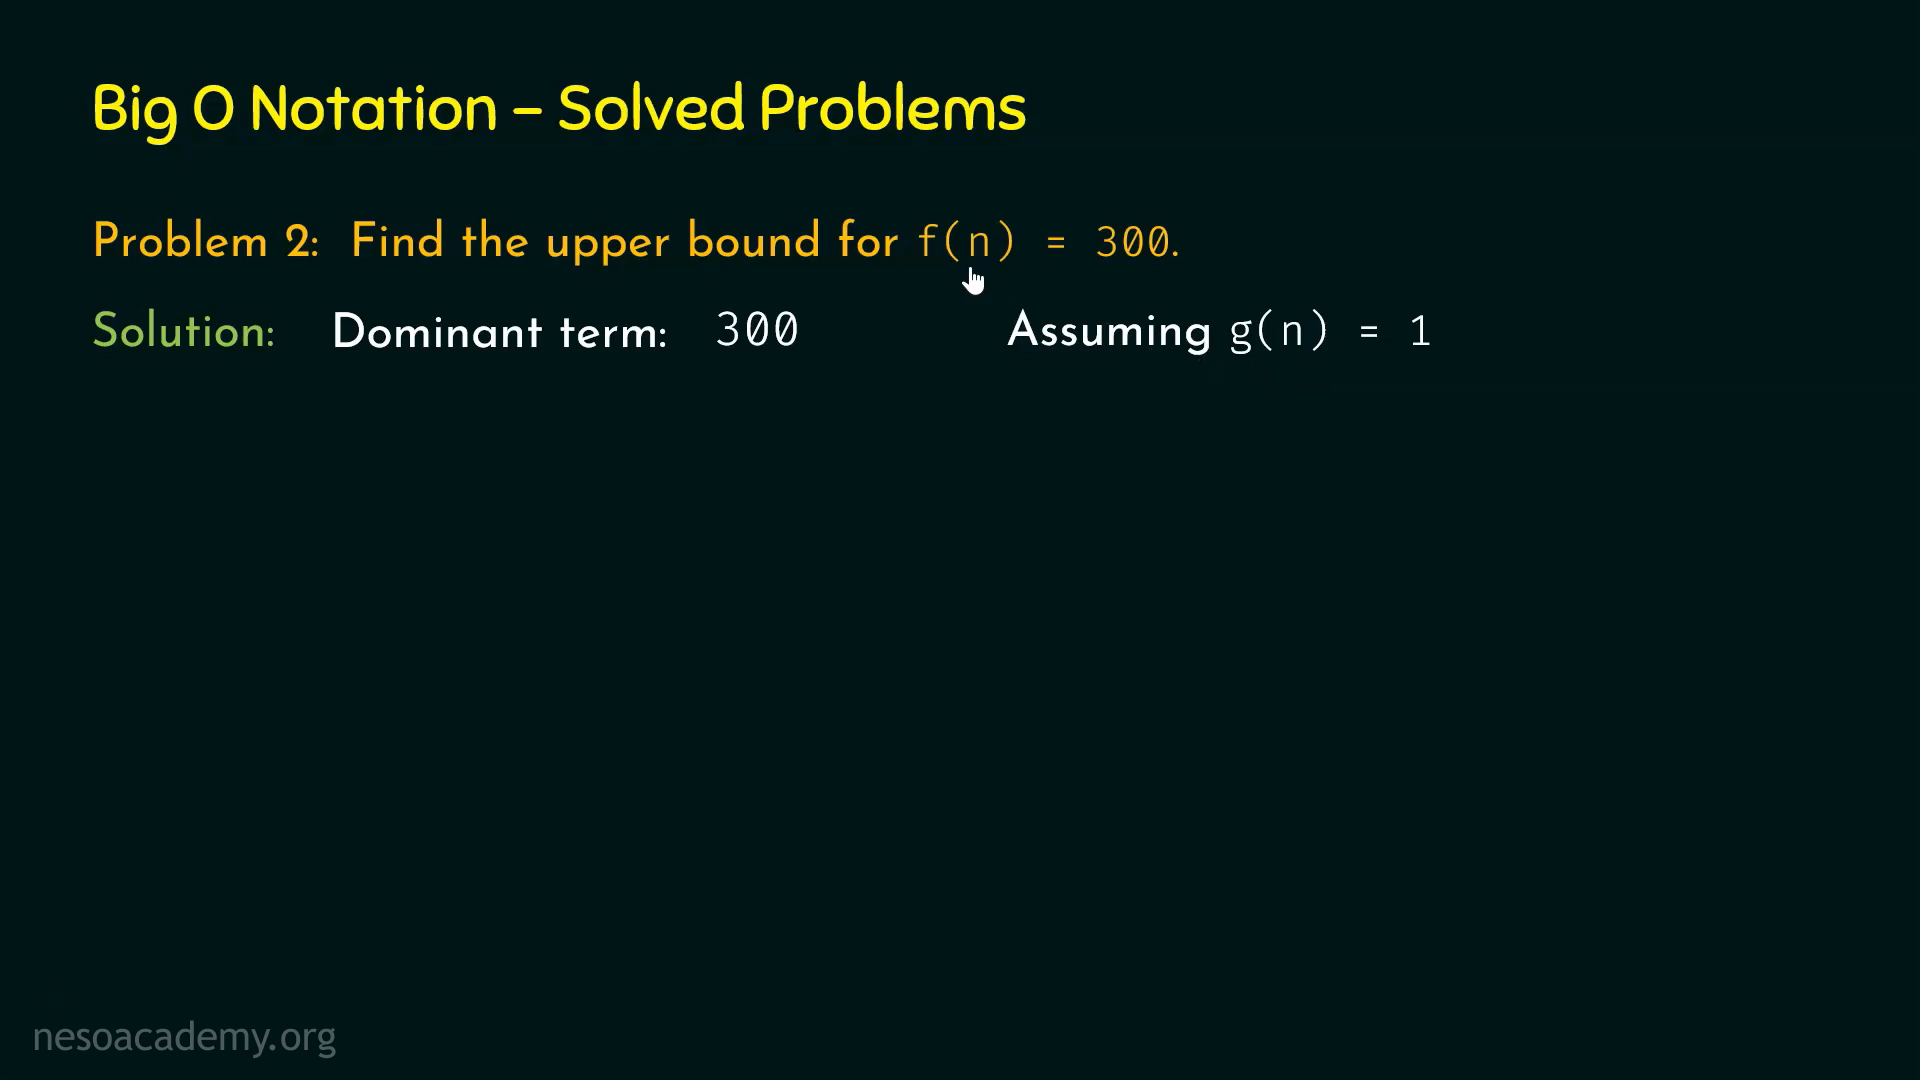 Big O Notation – Solved Problems
Problem 2: Find the upper bound for f(n) = 300.
Solution: Dominant term: 300 Assuming g(n) = 1
nesoacademy.org